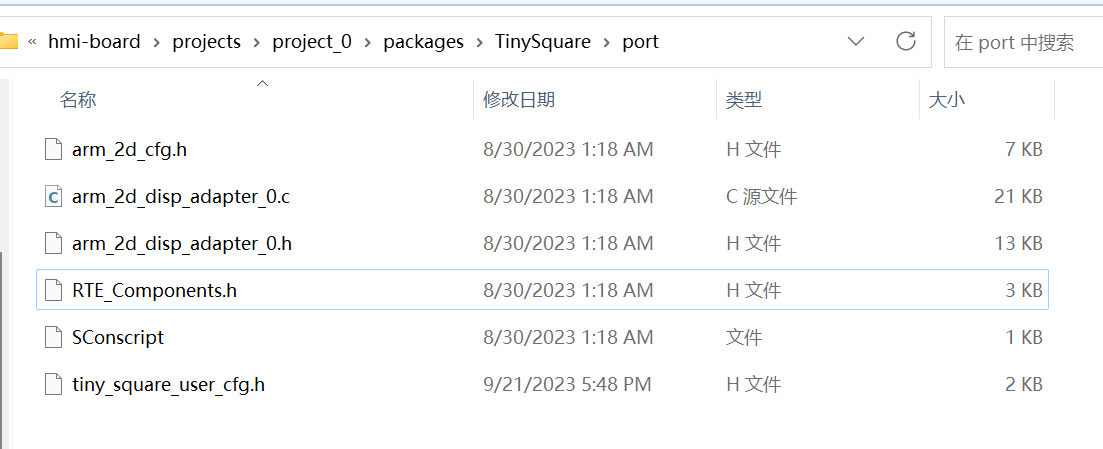 « hmi-board › projects › project_0 › packages › TinySquare › port 在 port 中搜索
名称 修改日期 类型 大小
arm_2d_cfg.h 8/30/2023 1:18 AM H 文件 7 KB
arm_2d_disp_adapter_0.c 8/30/2023 1:18 AM C 源文件 21 KB
arm_2d_disp_adapter_0.h 8/30/2023 1:18 AM H 文件 13 KB
RTE_Components.h 8/30/2023 1:18 AM H 文件 3 KB
SConscript 8/30/2023 1:18 AM 文件 1 KB
tiny_square_user_cfg.h 9/21/2023 5:48 PM H 文件 2 KB